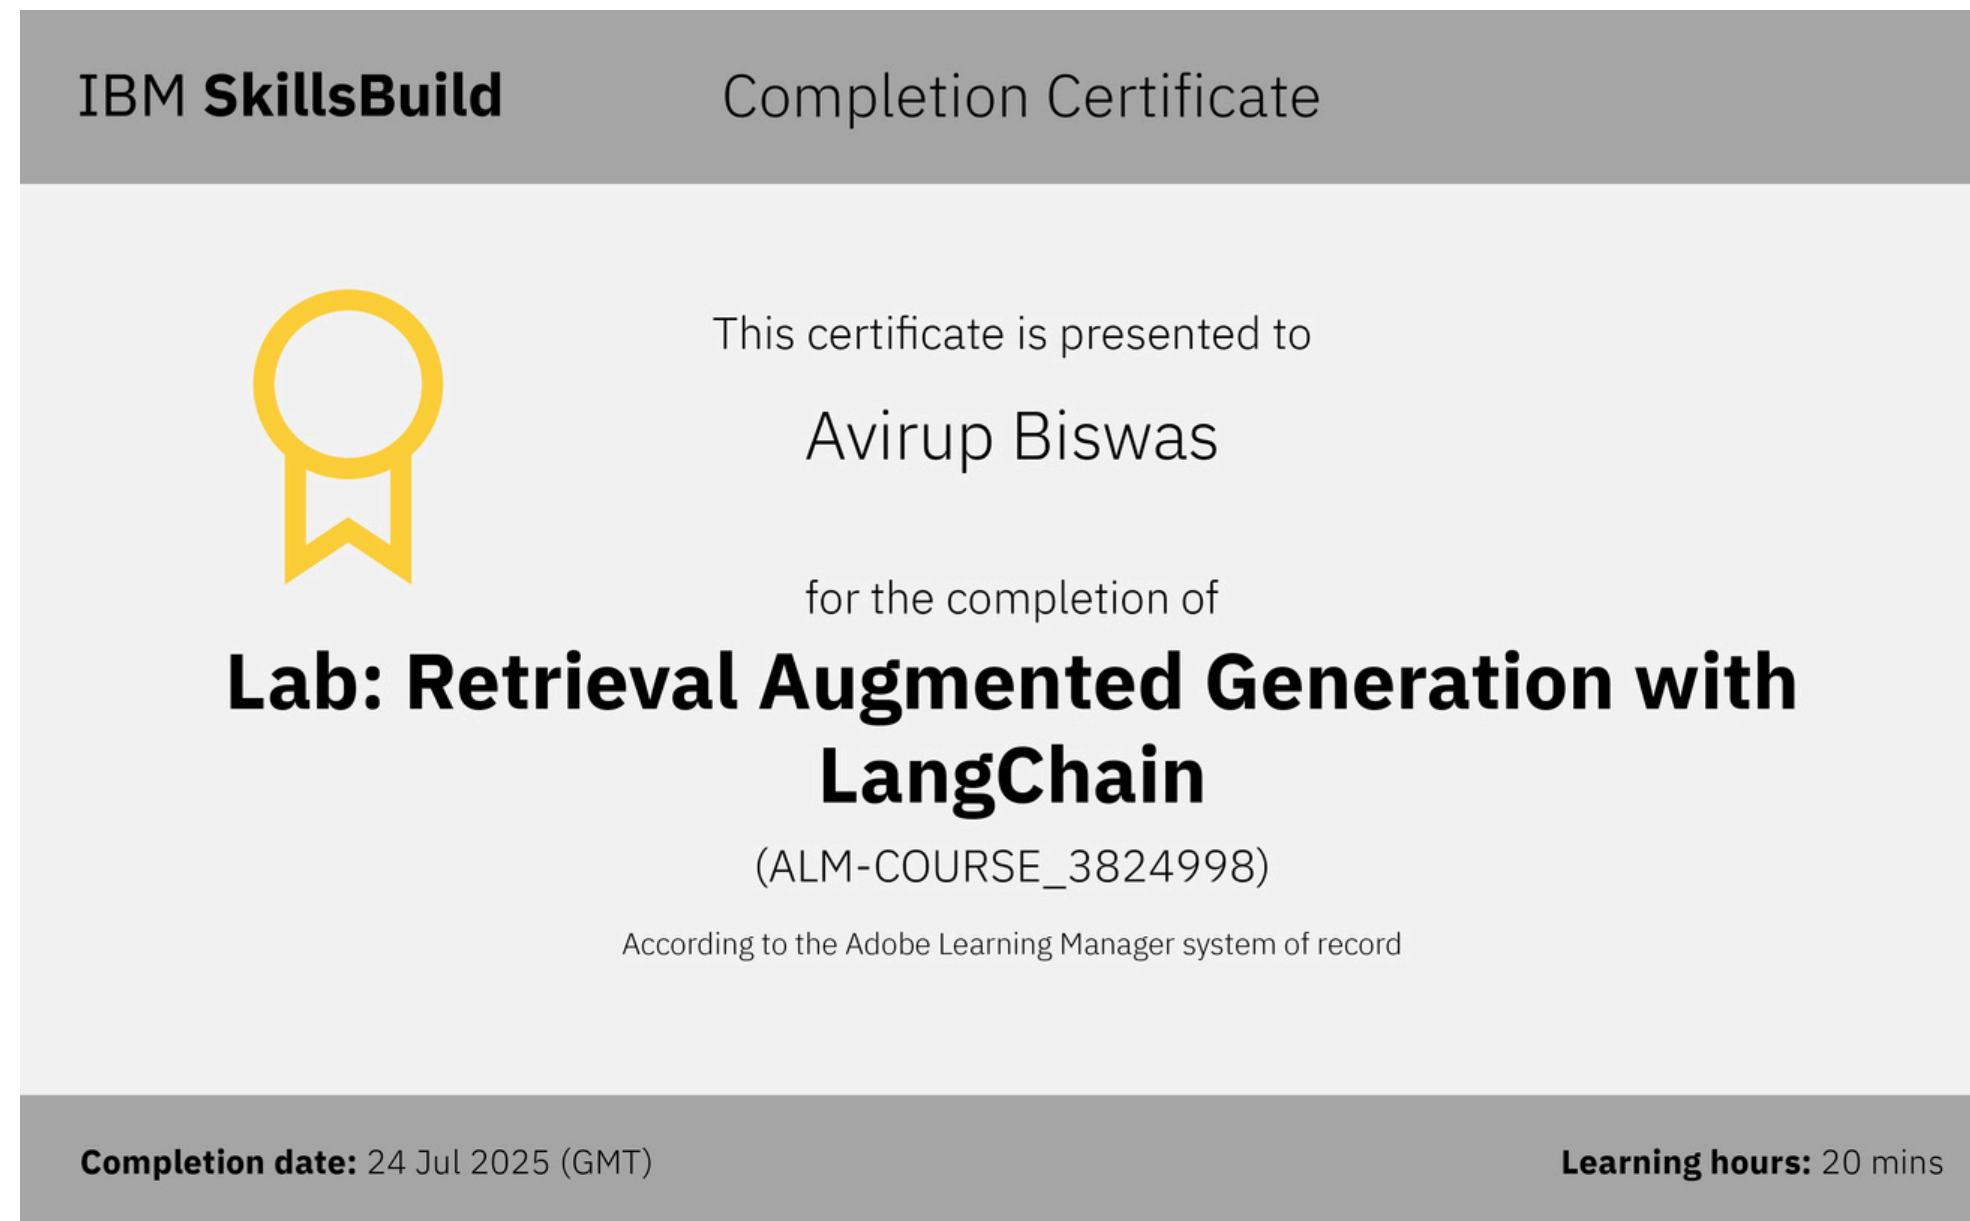 IBM SkillsBuild
Completion Certificate
This certificate is presented to
Avirup Biswas
for the completion of
Lab: Retrieval Augmented Generation with
LangChain
(ALM-COURSE_3824998)
According to the Adobe Learning Manager system of record
Completion date: 24 Jul 2025 (GMT)
Learning hours: 20 mins